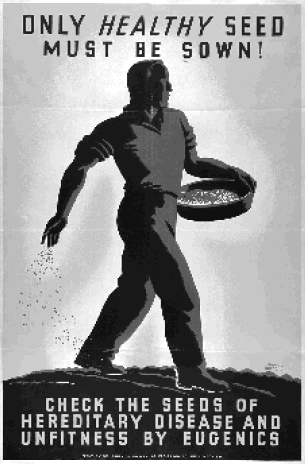 ONLY HEALTHY SEED
MUST BE SOWN!
CHECK THE SEEDS OF
HEREDITARY DISEASE AND
UNFITNESS BY EUGENICS